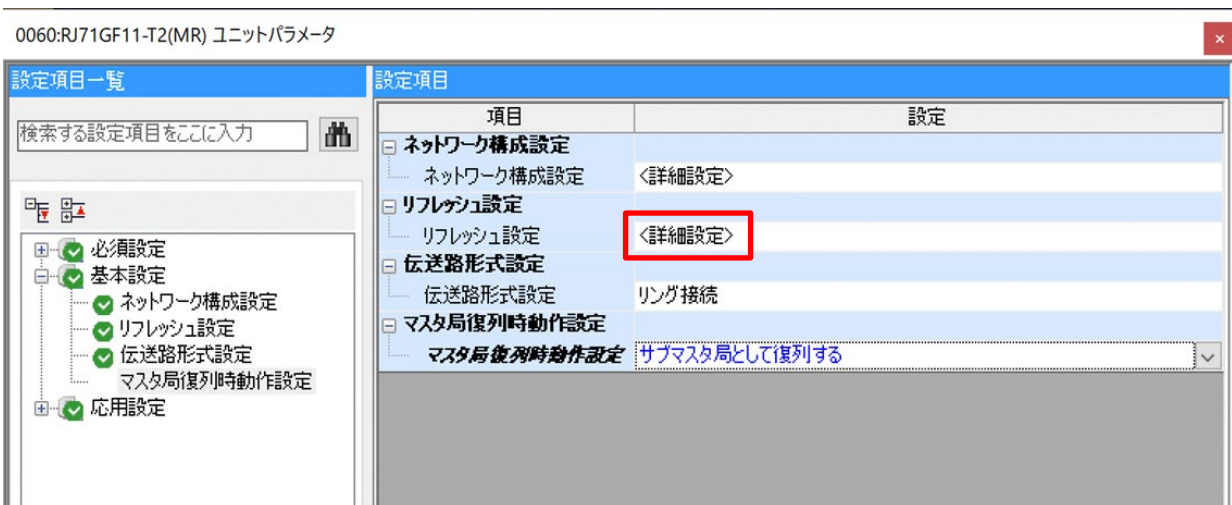 0060:RJ71GF11-T2(MR) ユニットパラメータ
設定項目一覧
検索する設定項目をここに入力
必須設定
基本設定
ネットワーク構成設定
リフレッシュ設定
伝送路形式設定
マスタ局復列時動作設定
応用設定
設定項目
項目 設定
ネットワーク構成設定
ネットワーク構成設定 <詳細設定>
リフレッシュ設定
リフレッシュ設定 <詳細設定>
伝送路形式設定
伝送路形式設定 リング接続
マスタ局復列時動作設定
マスタ局復列時動作設定 サブマスタ局として復列する